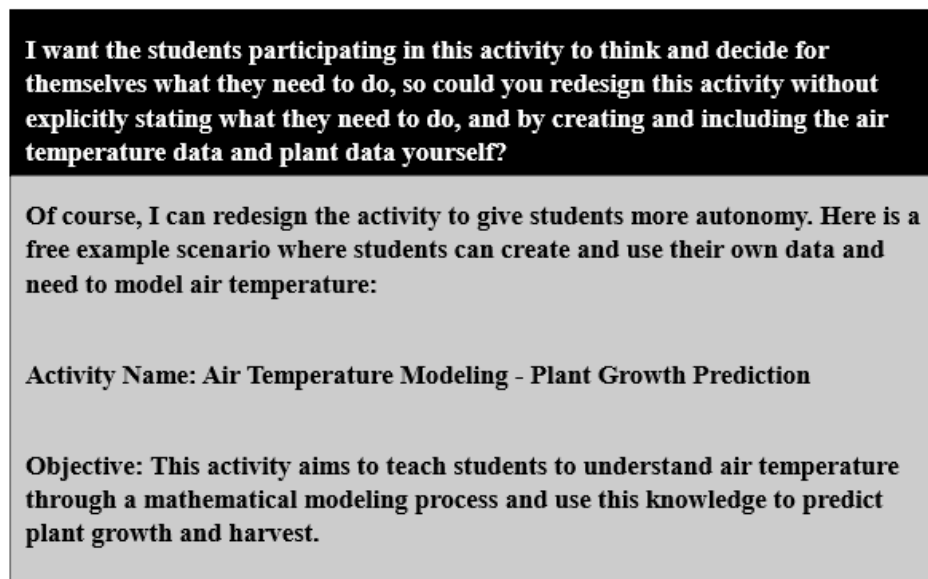 I want the students participating in this activity to think and decide for
themselves what they need to do, so could you redesign this activity without
explicitly stating what they need to do, and by creating and including the air
temperature data and plant data yourself?
Of course, I can redesign the activity to give students more autonomy. Here is a
free example scenario where students can create and use their own data and
need to model air temperature:
Activity Name: Air Temperature Modeling - Plant Growth Prediction
Objective: This activity aims to teach students to understand air temperature
through a mathematical modeling process and use this knowledge to predict
plant growth and harvest.